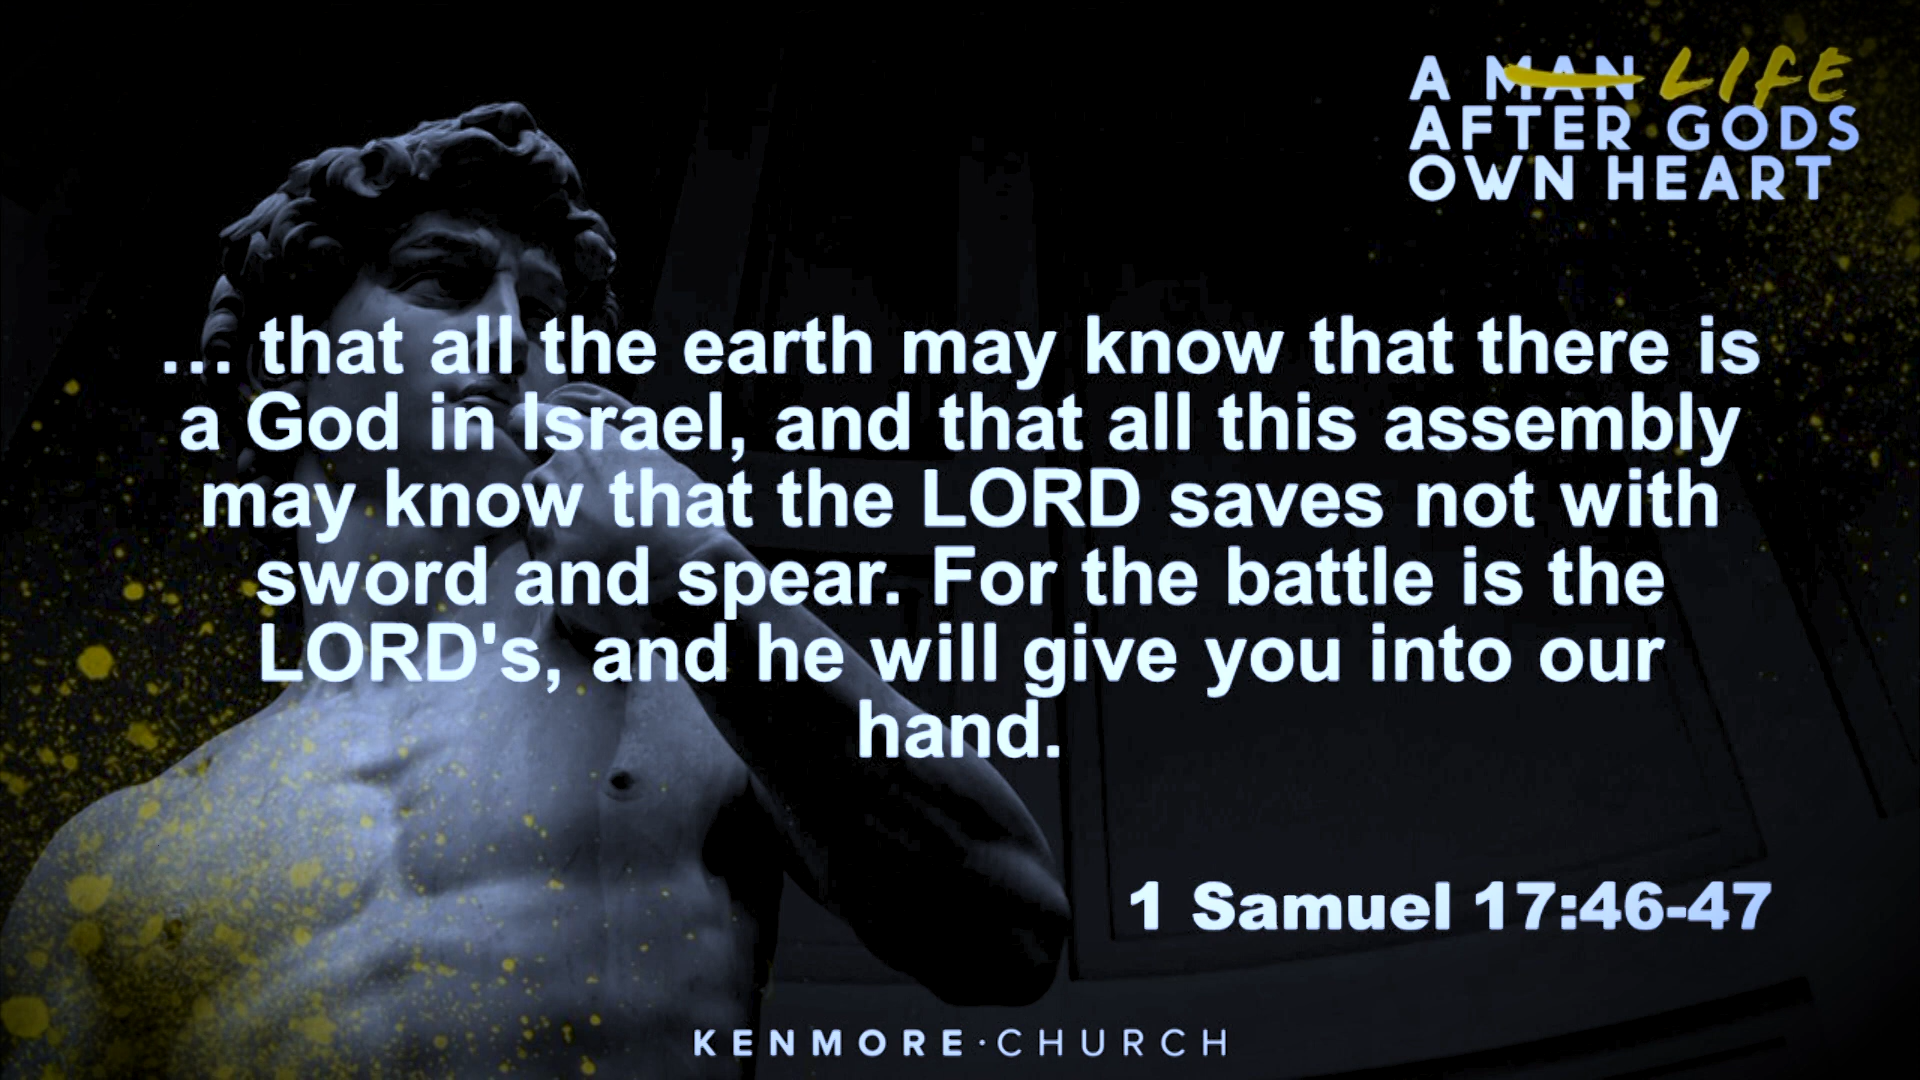 A MAN LIFE
AFTER GODS
OWN HEART
… that all the earth may know that there is
a God in Israel, and that all this assembly
may know that the LORD saves not with
sword and spear. For the battle is the
LORD's, and he will give you into our
hand.
1 Samuel 17:46-47
KENMORE·CHURCH